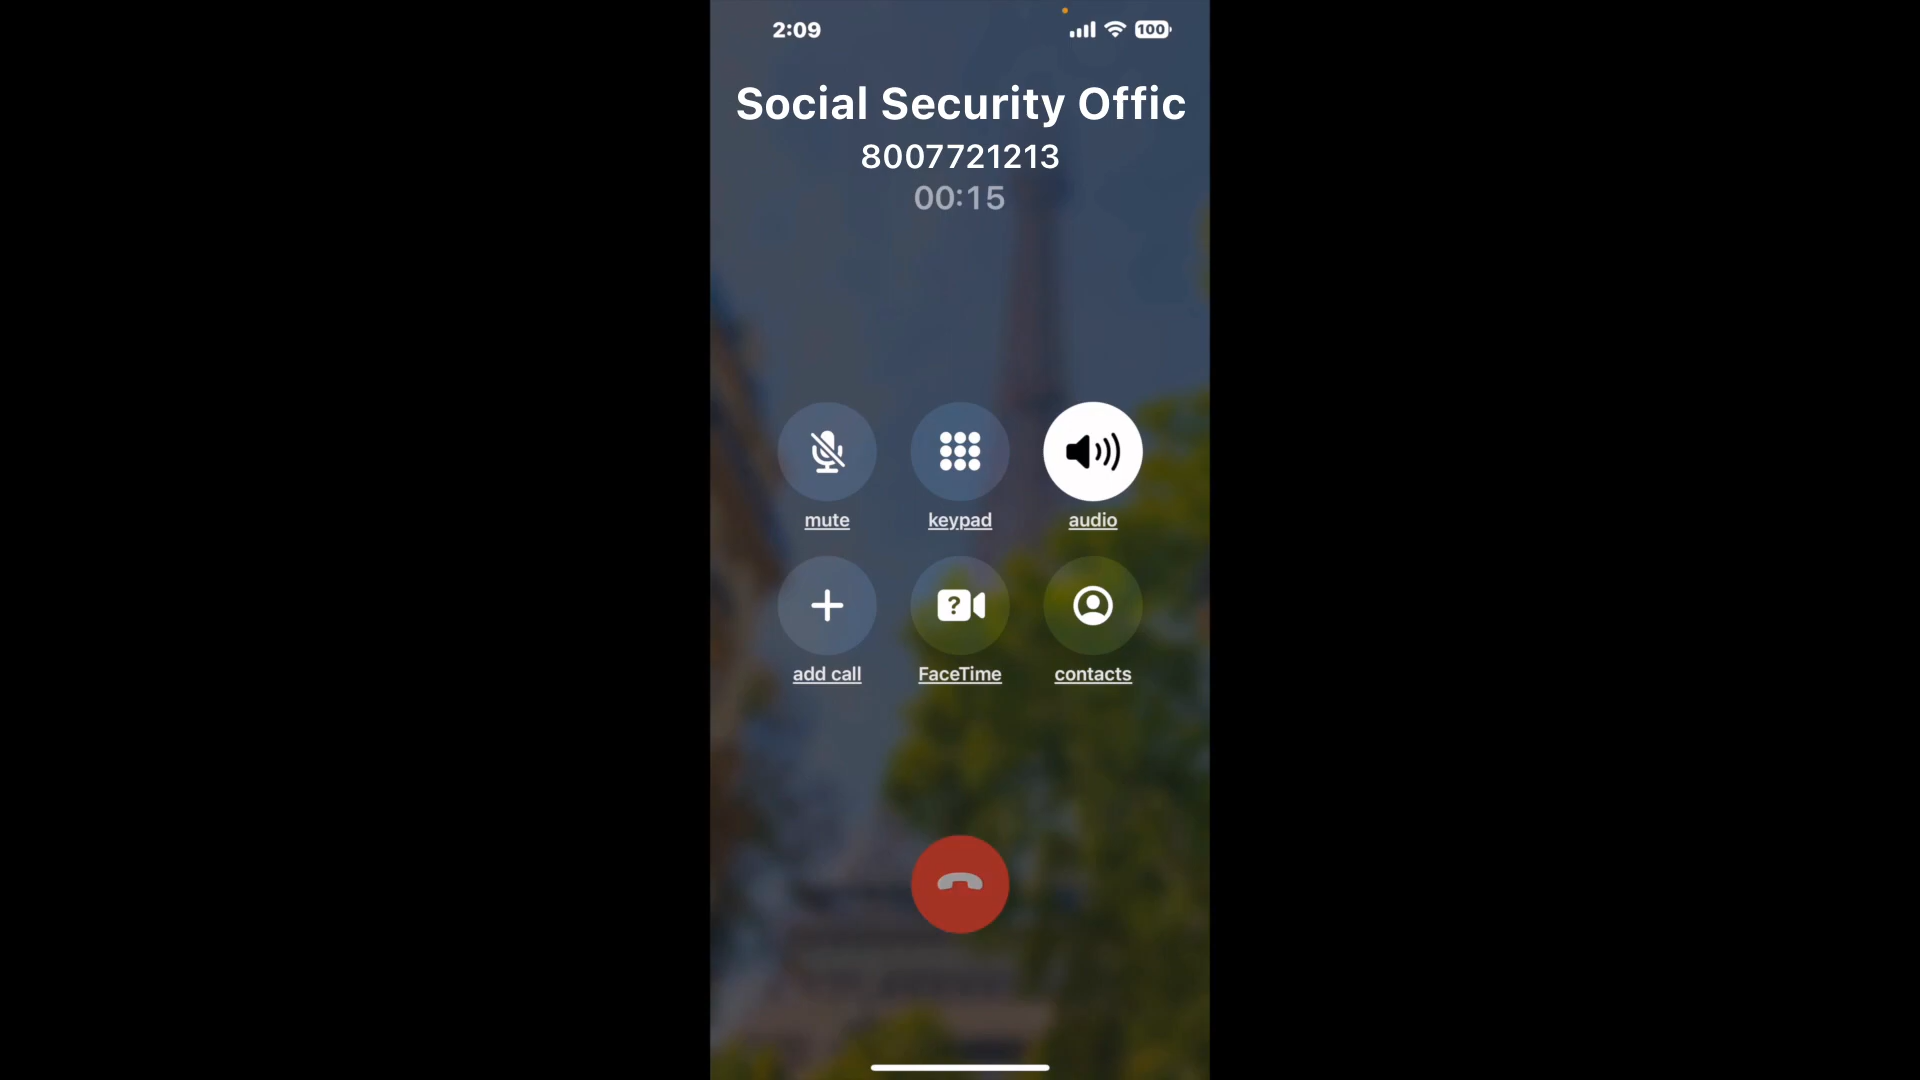 2:09
100
Social Security Offic
8007721213
00:15
mute
keypad
audio
?
add call
FaceTime
contacts